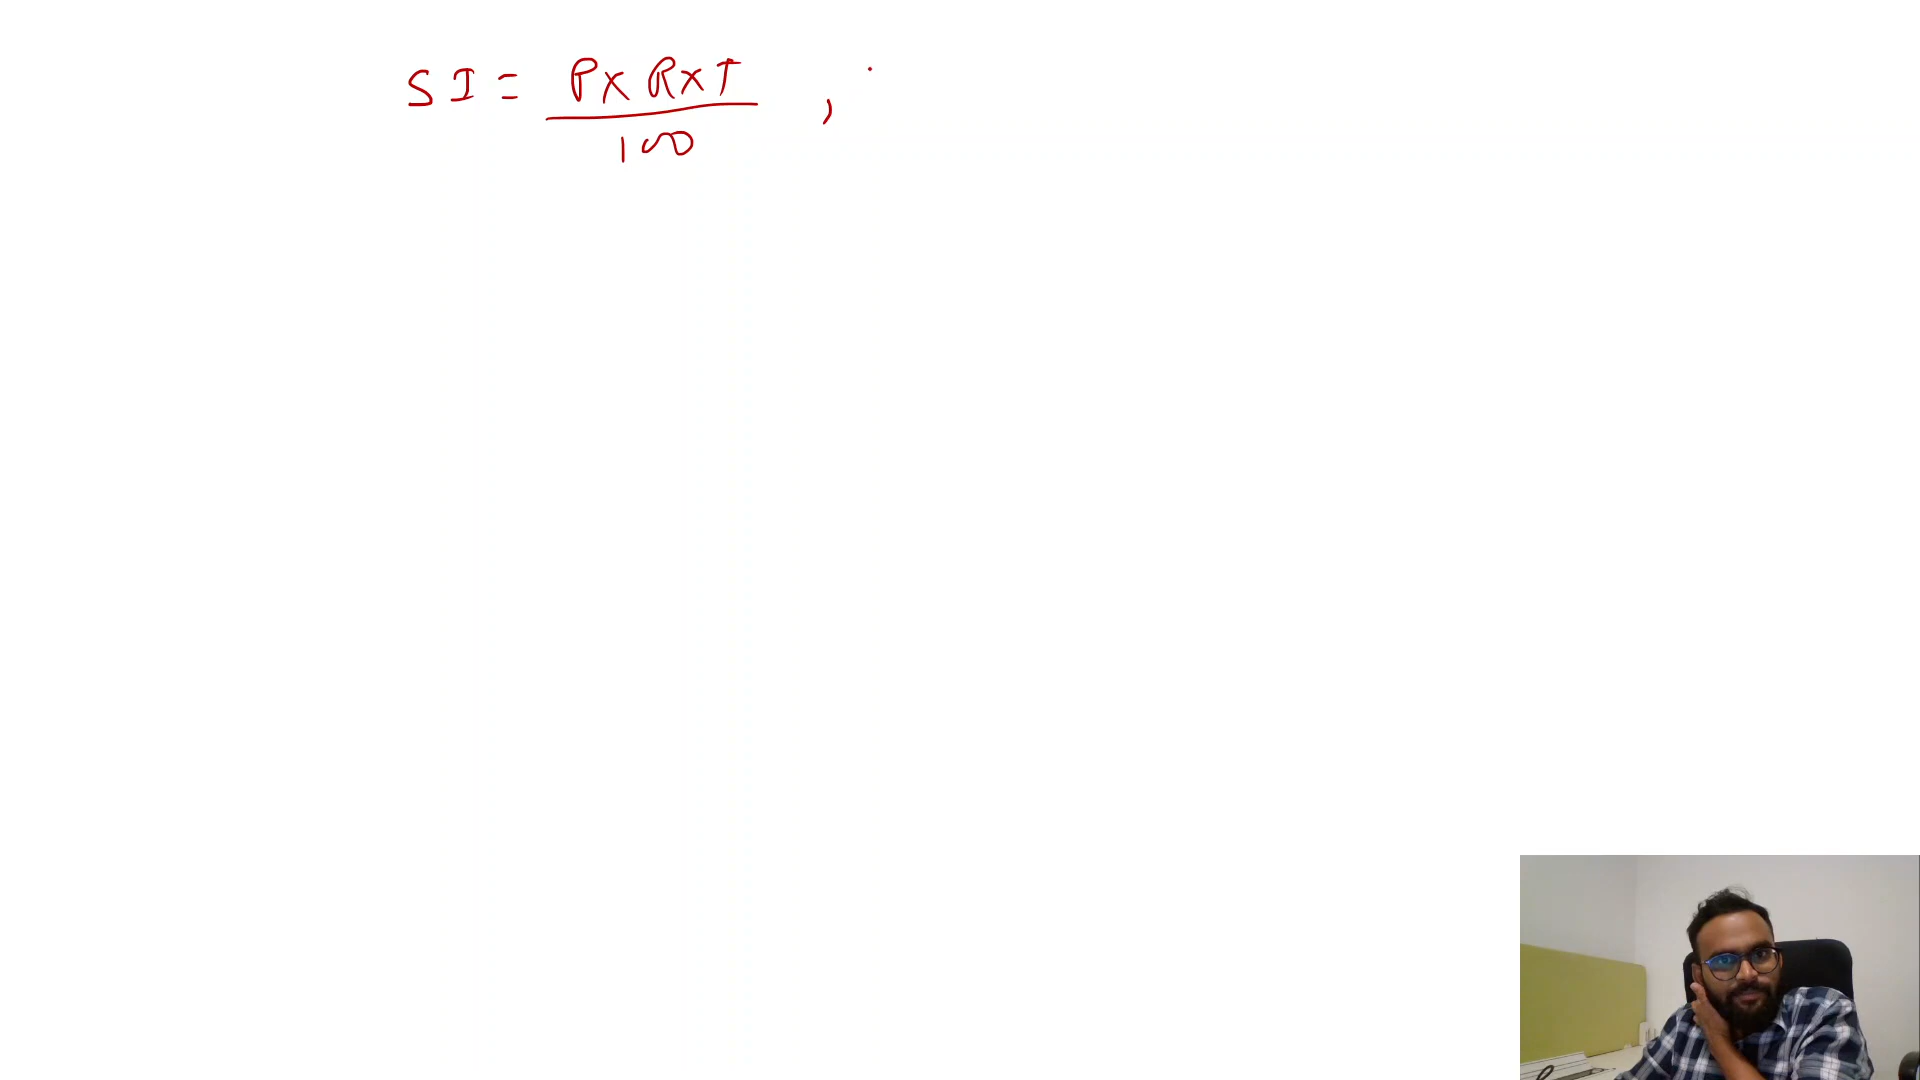 SI = P×R×T / 100 ,